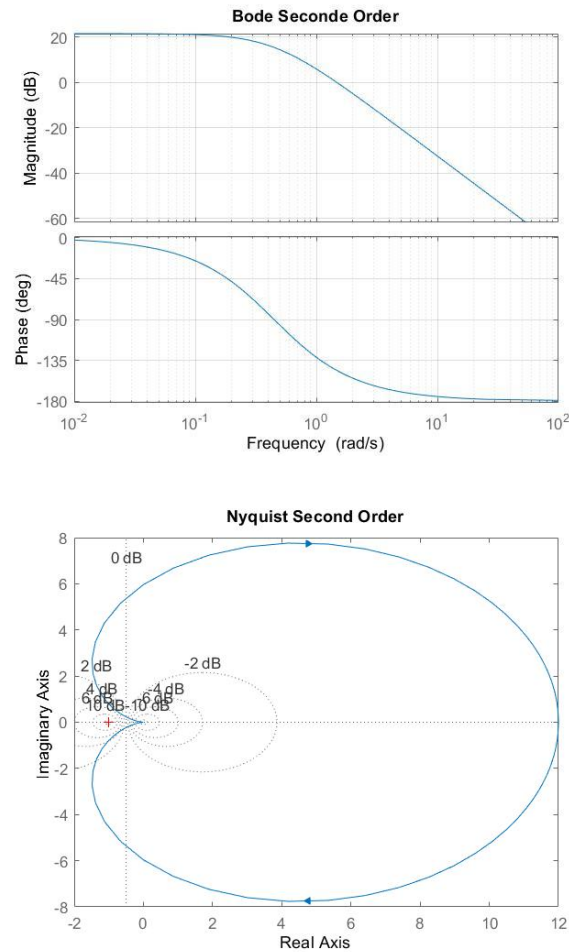 Bode Seconde Order
20
0
-20
-40
-60
Magnitude (dB)
0
-45
-90
-135
-180
Phase (deg)
10^-2 10^-1 10^0 10^1 10^2
Frequency (rad/s)
Nyquist Second Order
8
6
4
2
0
-2
-4
-6
-8
Imaginary Axis
0 dB
2 dB -2 dB
4 dB -4 dB
6 dB -6 dB
10 dB -10 dB
-2 0 2 4 6 8 10 12
Real Axis